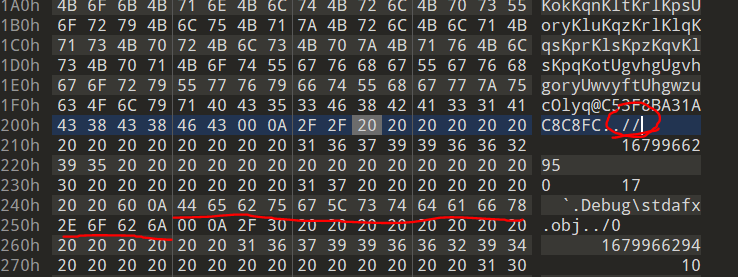 1A0h 4B 6F 6B 4B 71 6E 4B 6C 74 4B 72 6C 4B 70 73 55 KokKqnKltKrlKpsU
1B0h 6F 72 79 4B 6C 75 4B 71 7A 4B 72 6C 4B 6C 71 4B oryKluKqzKrlKlqK
1C0h 71 73 4B 70 72 4B 6C 73 4B 70 7A 4B 71 76 4B 6C qsKprKlsKpzKqvKl
1D0h 73 4B 70 71 4B 6F 74 55 67 76 68 67 55 67 76 68 sKpqKotUgvhgUgvh
1E0h 67 6F 72 79 55 77 76 79 66 74 55 68 67 77 7A 75 goryUwvyftUhgwzu
1F0h 63 4F 6C 79 71 40 43 35 33 46 38 42 41 33 31 41 cOlyq@C53F8BA31A
200h 43 38 43 38 46 43 00 0A 2F 2F 20 20 20 20 20 20 C8C8FC..//
210h 20 20 20 20 20 20 20 20 31 36 37 39 39 36 36 32 16799662
220h 39 35 20 20 20 20 20 20 20 20 20 20 20 20 20 20 95
230h 30 20 20 20 20 20 20 20 31 37 20 20 20 20 20 20 0 17
240h 20 20 60 0A 44 65 62 75 67 5C 73 74 64 61 66 78 `.Debug\stdafx
250h 2E 6F 62 6A 00 0A 2F 30 20 20 20 20 20 20 20 20 .obj../0
260h 20 20 20 20 20 20 31 36 37 39 39 36 36 32 39 34 1679966294
270h 20 20 20 20 20 20 20 20 20 20 20 20 20 20 31 30 10